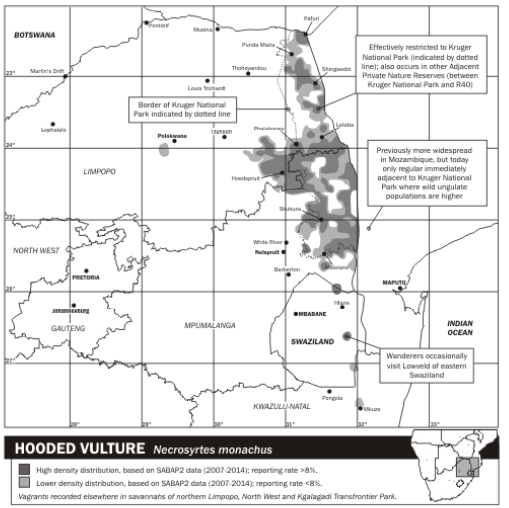 Pafuri
BOTSWANA
Pontdrif
Musina
Punda Maria
Effectively restricted to Kruger
National Park (indicated by dotted
line); also occurs in other Adjacent
Private Nature Reserves (between
Kruger National Park and R40)
Martin's Drift
Thohoyandou
Shingwedzi
23°
Louis Trichardt
Border of Kruger National
Park indicated by dotted line
Lephalale
Polokwane
Tzaneen
Phalaborwa
Letaba
24°
Previously more widespread
in Mozambique, but today
only regular immediately
adjacent to Kruger National
Park where wild ungulate
populations are higher
LIMPOPO
Hoedspruit
Skukuza
25°
White River
NORTH WEST
Nelspruit
Malelane
PRETORIA
Barberton
MAPUTO
26°
Hlane
Johannesburg
MBABANE
GAUTENG
MPUMALANGA
INDIAN
OCEAN
SWAZILAND
Wanderers occasionally
visit Lowveld of eastern
Swaziland
27°
KWAZULU-NATAL
Pongola
Mkuze
28° 29° 30° 31° 32° 33°
HOODED VULTURE Necrosyrtes monachus
High density distribution, based on SABAP2 data (2007-2014); reporting rate >8%.
Lower density distribution, based on SABAP2 data (2007-2014); reporting rate <8%.
Vagrants recorded elsewhere in savannahs of northern Limpopo, North West and Kgalagadi Transfrontier Park.